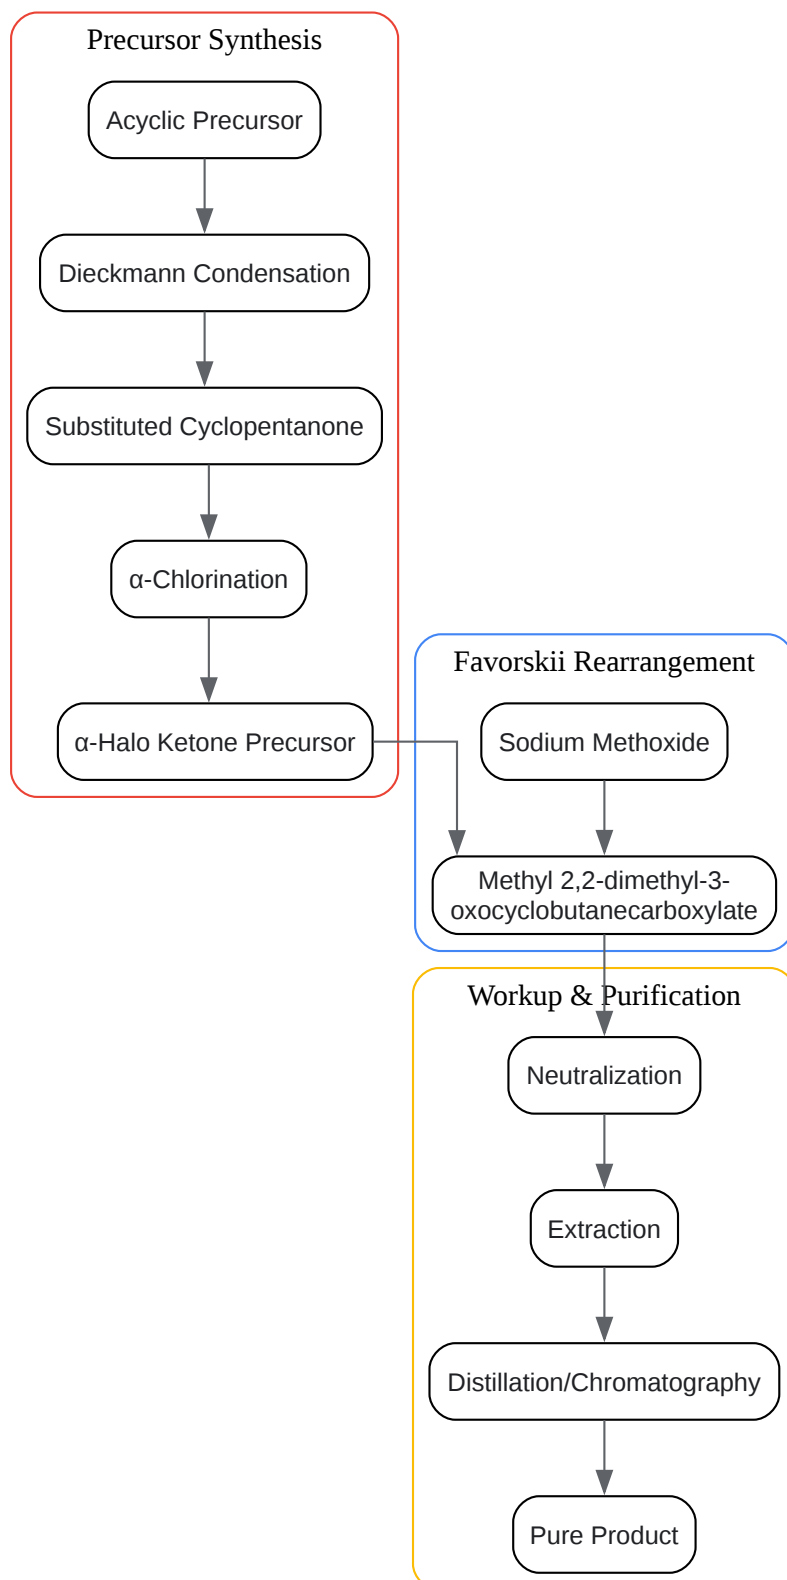 Precursor Synthesis
Acyclic Precursor
Dieckmann Condensation
Substituted Cyclopentanone
α-Chlorination
α-Halo Ketone Precursor
Favorskii Rearrangement
Sodium Methoxide
Methyl 2,2-dimethyl-3-
oxocyclobutanecarboxylate
Workup & Purification
Neutralization
Extraction
Distillation/Chromatography
Pure Product